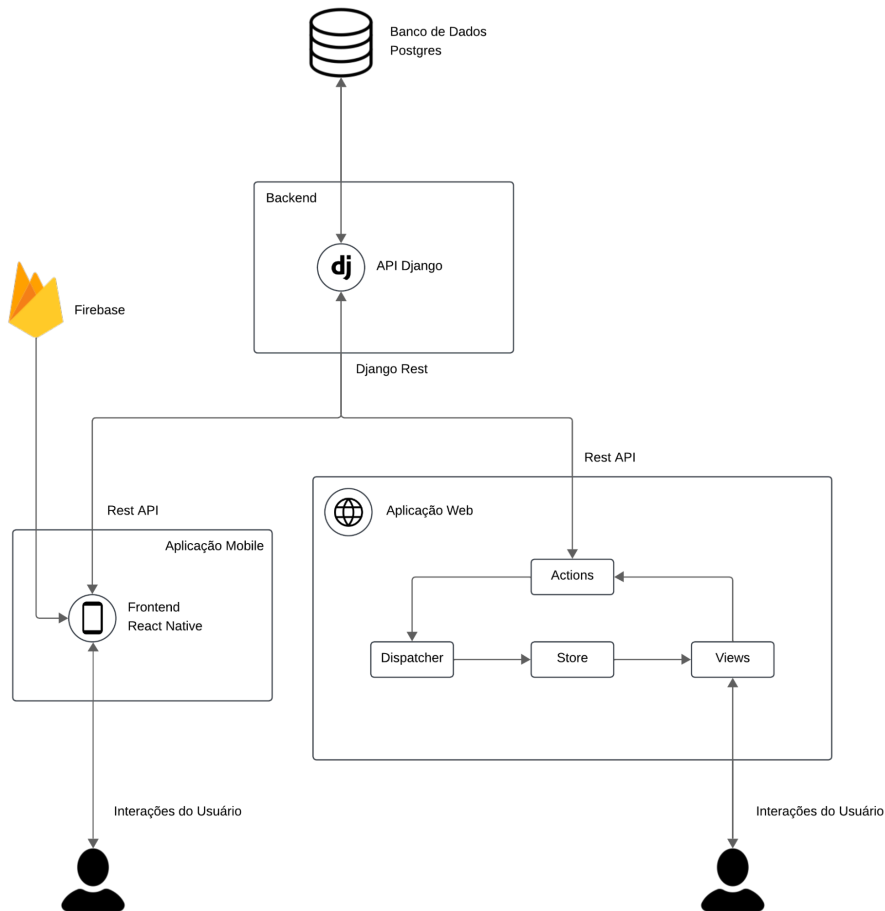 Banco de Dados
Postgres
Backend
dj
API Django
Firebase
Django Rest
Rest API
Rest API
Aplicação Web
Aplicação Mobile
Actions
Frontend
React Native
Dispatcher
Store
Views
Interações do Usuário
Interações do Usuário